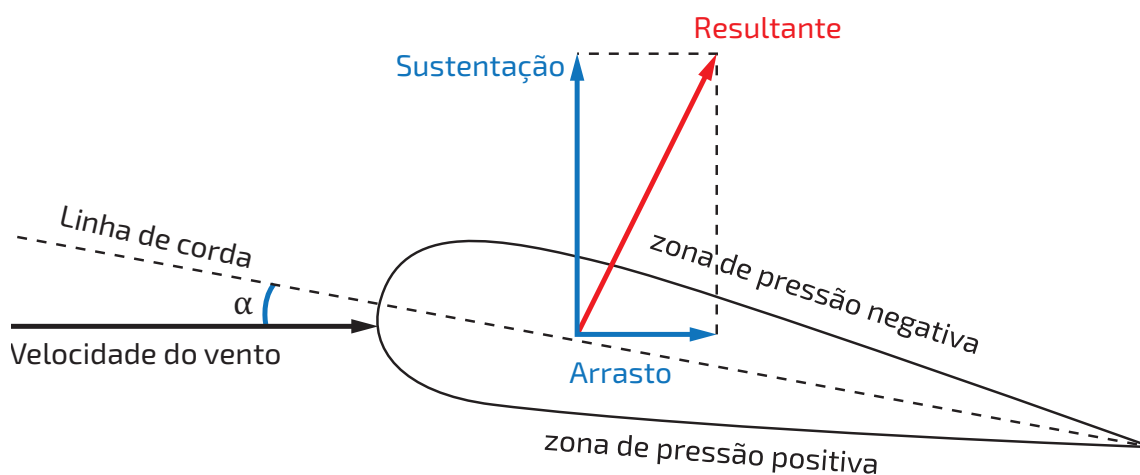 Resultante
Sustentação
Linha de corda
α
Velocidade do vento
Arrasto
zona de pressão negativa
zona de pressão positiva